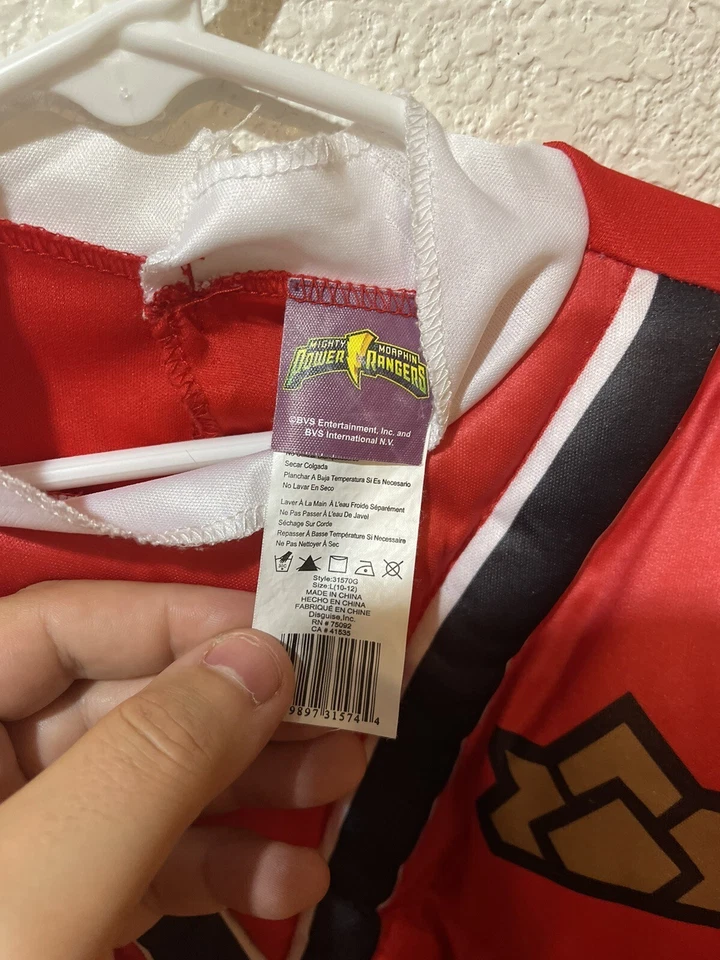 MIGHTY MORPHIN
POWER RANGERS
©BVS Entertainment, Inc. and
BVS International N.V.
Secar Colgada
Planchar A Baja Temperatura Si Es Necesario
No Lavar En Seco
Laver À La Main À L'eau Froide Séparément
Ne Pas Passer À L'eau De Javel
Séchage Sur Corde
Repasser À Basse Température Si Necessaire
Ne Pas Nettoyer À Sec
Style:31570G
Size:L(10-12)
MADE IN CHINA
HECHO EN CHINA
FABRIQUÉ EN CHINE
Disguise,Inc.
RN # 75092
CA # 41535
9897 31574 4